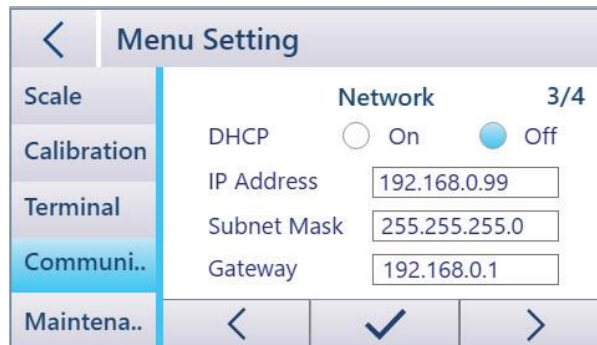 Menu Setting
Scale
Calibration
Terminal
Communi..
Maintena..
Network 3/4
DHCP On Off
IP Address 192.168.0.99
Subnet Mask 255.255.255.0
Gateway 192.168.0.1